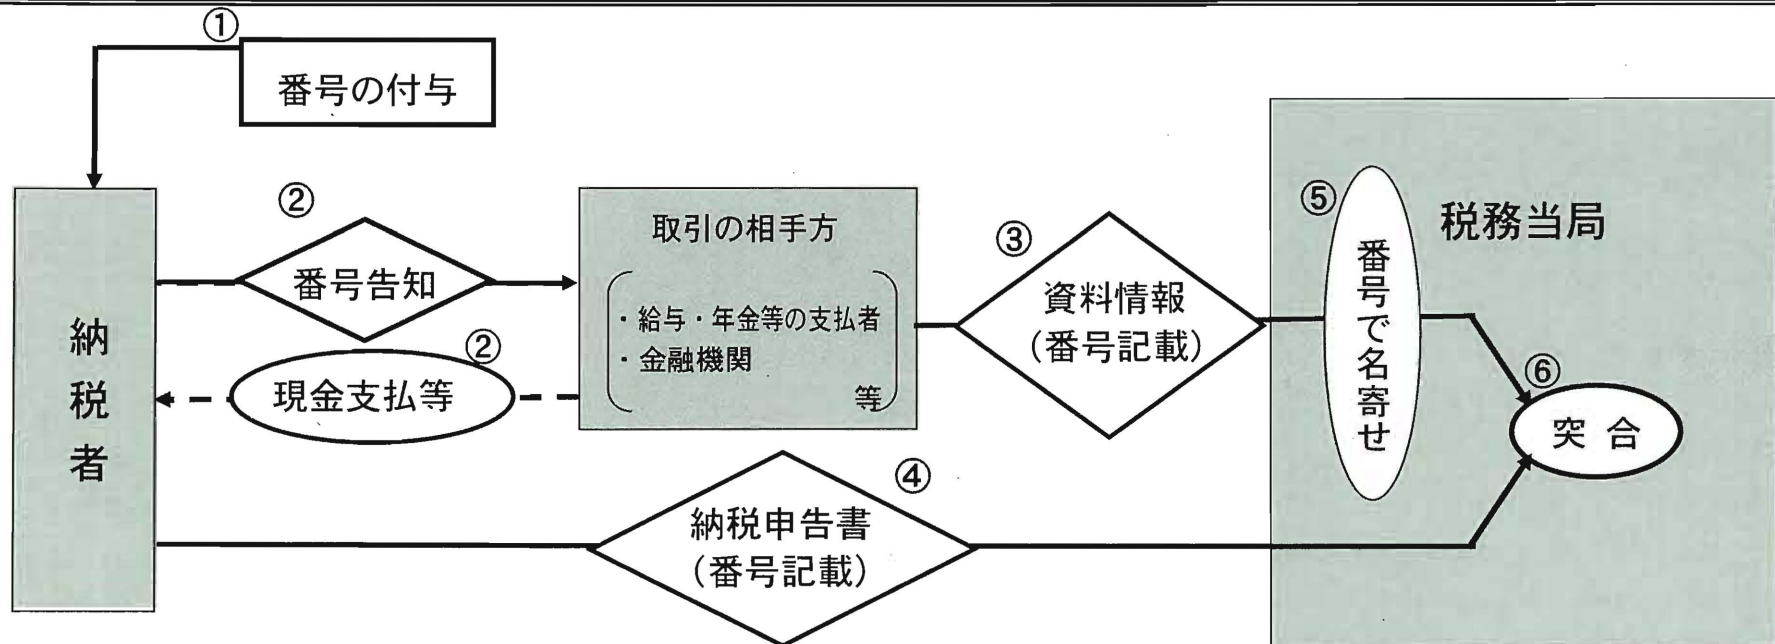 ①
番号の付与
②
番号告知
取引の相手方
・給与・年金等の支払者
・金融機関
等
②
現金支払等
納税者
③
資料情報
（番号記載）
④
納税申告書
（番号記載）
税務当局
⑤
番号で名寄せ
⑥
突合